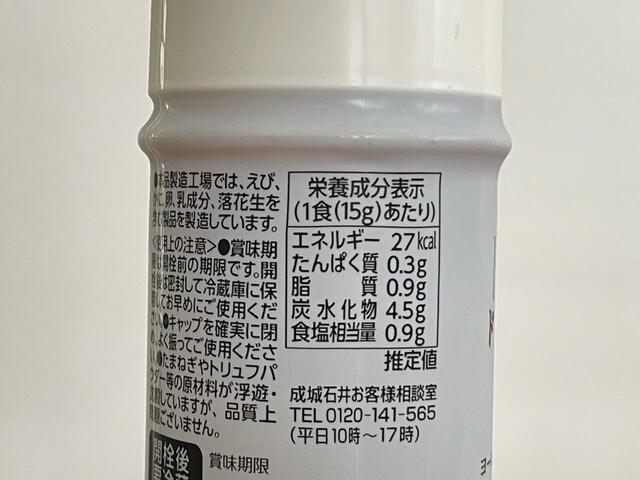 ●本品製造工場では、えび、
かに、卵、乳成分、落花生を
含む製品を製造しています。
<使用上の注意>●賞味期
限は開栓前の期限です。開
栓後は密封して冷蔵庫に保
存してお早めにご使用くだ
さい。●キャップを確実に閉
め、よく振ってご使用くださ
い。●たまねぎやトリュフパ
ウダー等の原材料が浮遊・
沈殿していますが、品質上
問題ございません。
開栓後
賞味期限
栄養成分表示
(1食(15g)あたり)
エネルギー 27kcal
たんぱく質 0.3g
脂質 0.9g
炭水化物 4.5g
食塩相当量 0.9g
推定値
成城石井お客様相談室
TEL 0120-141-565
(平日10時～17時)